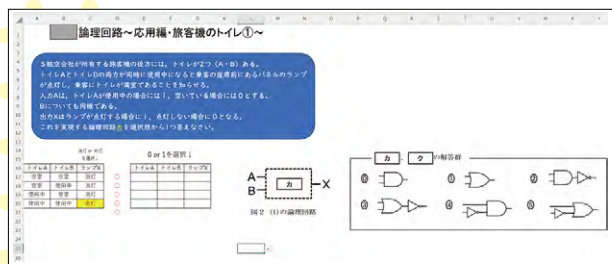 論理回路～応用編・旅客機のトイレ①～
S航空会社が所有する旅客機の後方には、トイレが2つ(A・B)ある。
トイレAとトイレBの両方が同時に使用中になると乗客の座席前にあるパネルのランプ
が点灯し、乗客にトイレが満室であることを知らせる。
入力Aは、トイレAが使用中の場合には1、空いている場合には0とする。
Bについても同様である。
出力Xはランプが点灯する場合に1、点灯しない場合に0となる。
これを実現する論理回路カを選択肢から1つ答えなさい。
0 or 1を選択↓
トイレA トイレB ランプX トイレA トイレB ランプX
空室 空室 消灯
空室 使用中 消灯
使用中 空室 消灯
使用中 使用中 点灯
A
B
カ
X
図2 (1)の論理回路
カ、クの解答群
⓪ ① ②
③ ④ ⑤